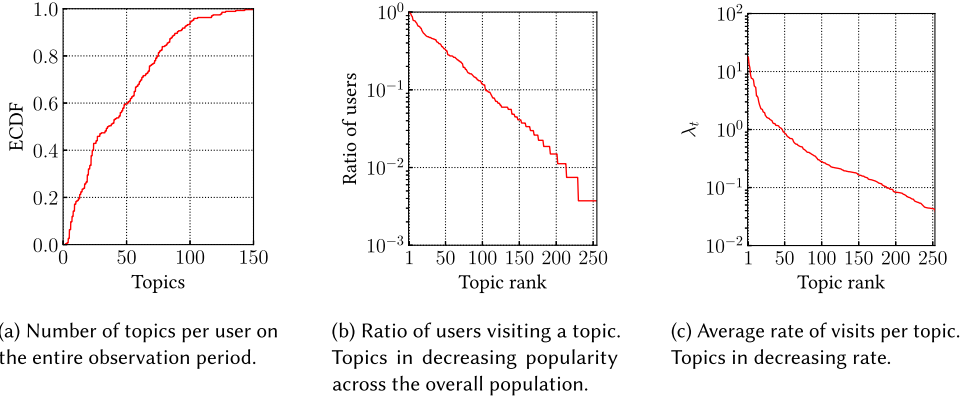 1.0
0.8
0.6
0.4
0.2
0.0
ECDF
0 50 100 150
Topics
10^0
10^-1
10^-2
10^-3
Ratio of users
1 50 100 150 200 250
Topic rank
10^2
10^1
10^0
10^-1
10^-2
λ_t
1 50 100 150 200 250
Topic rank
(a) Number of topics per user on
the entire observation period.
(b) Ratio of users visiting a topic.
Topics in decreasing popularity
across the overall population.
(c) Average rate of visits per topic.
Topics in decreasing rate.